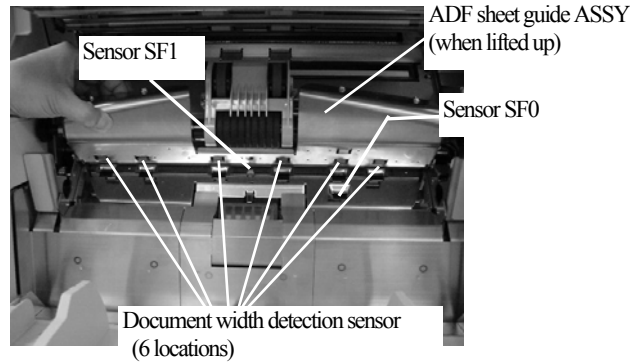 ADF sheet guide ASSY
(when lifted up)
Sensor SF1
Sensor SF0
Document width detection sensor
(6 locations)